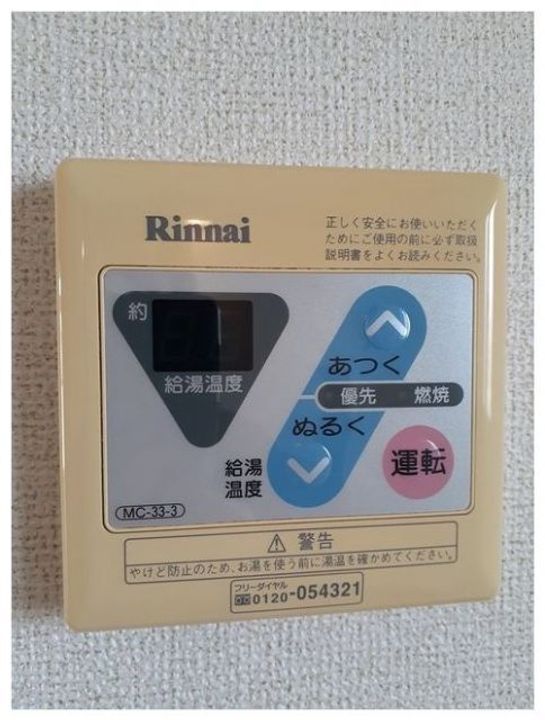 Rinnai
正しく安全にお使いいただく
ためにご使用の前に必ず取扱
説明書をよくお読みください。
約
給湯温度
あつく
優先 燃焼
ぬるく
給湯
温度
運転
MC-33-3
⚠ 警告
やけど防止のため、お湯を使う前に湯温を確かめてください。
フリーダイヤル
0120-054321